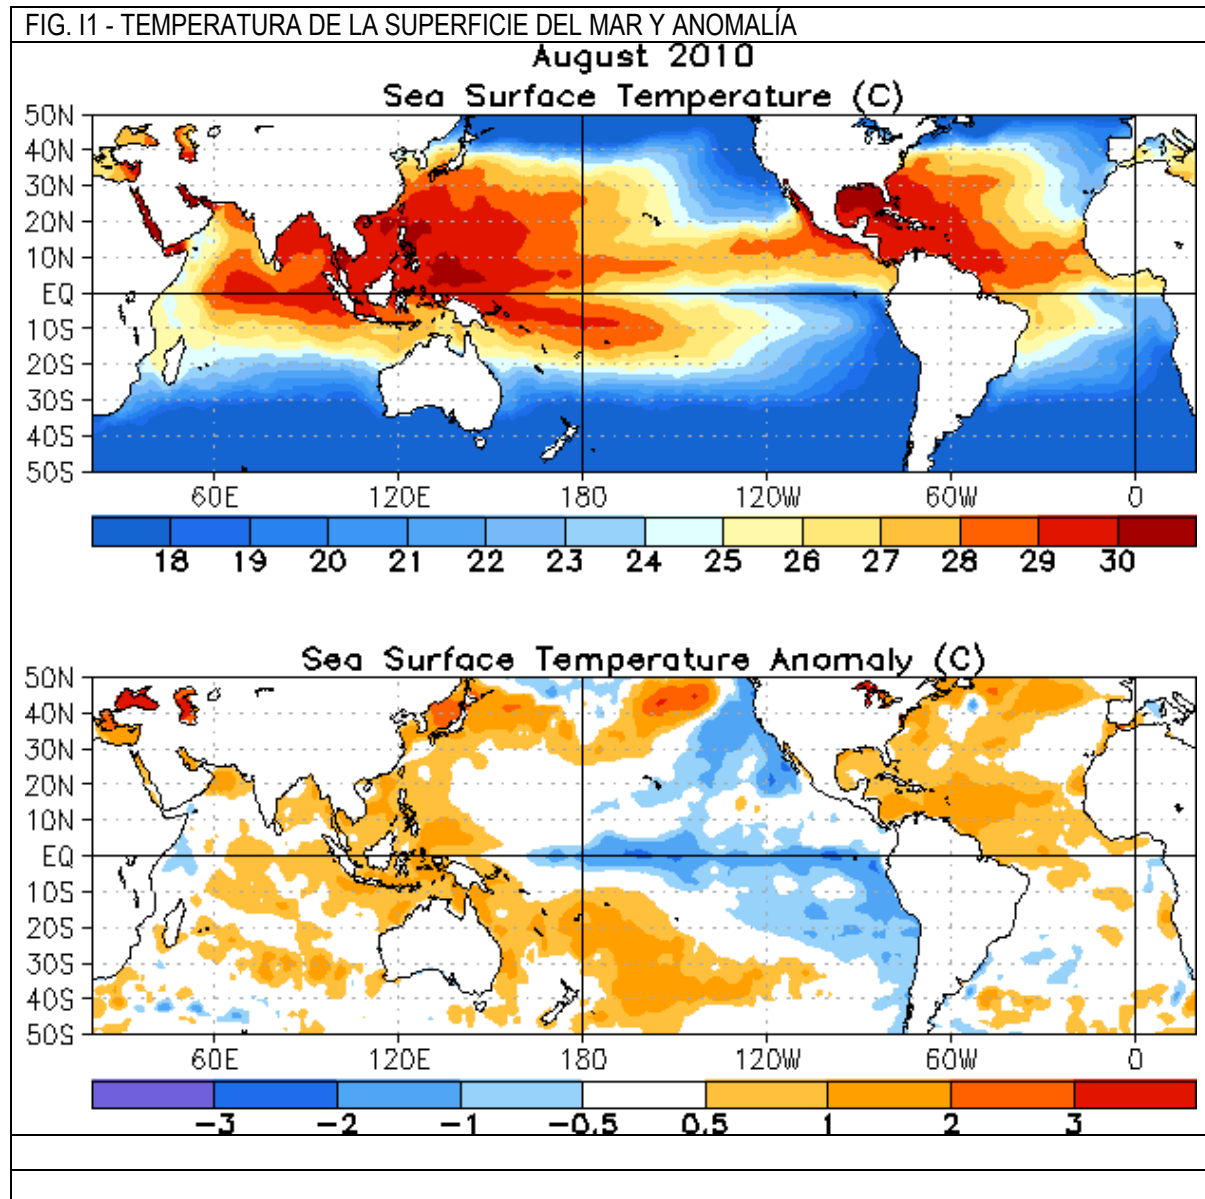 FIG. I1 - TEMPERATURA DE LA SUPERFICIE DEL MAR Y ANOMALÍA
August 2010
Sea Surface Temperature (C)
50N
40N
30N
20N
10N
EQ
10S
20S
30S
40S
50S
60E 120E 180 120W 60W 0
18 19 20 21 22 23 24 25 26 27 28 29 30
Sea Surface Temperature Anomaly (C)
50N
40N
30N
20N
10N
EQ
10S
20S
30S
40S
50S
60E 120E 180 120W 60W 0
-3 -2 -1 -0.5 0.5 1 2 3